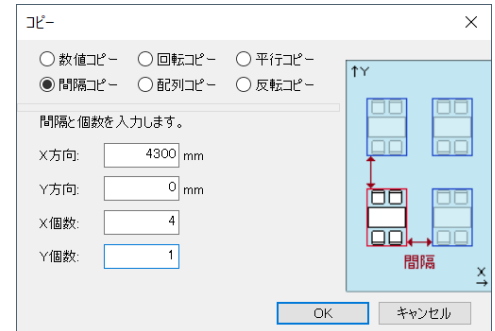 コピー
数値コピー 回転コピー 平行コピー
間隔コピー 配列コピー 反転コピー
間隔と個数を入力します。
X方向: 4300 mm
Y方向: 0 mm
X個数: 4
Y個数: 1
↑Y
間隔
X
→
OK キャンセル